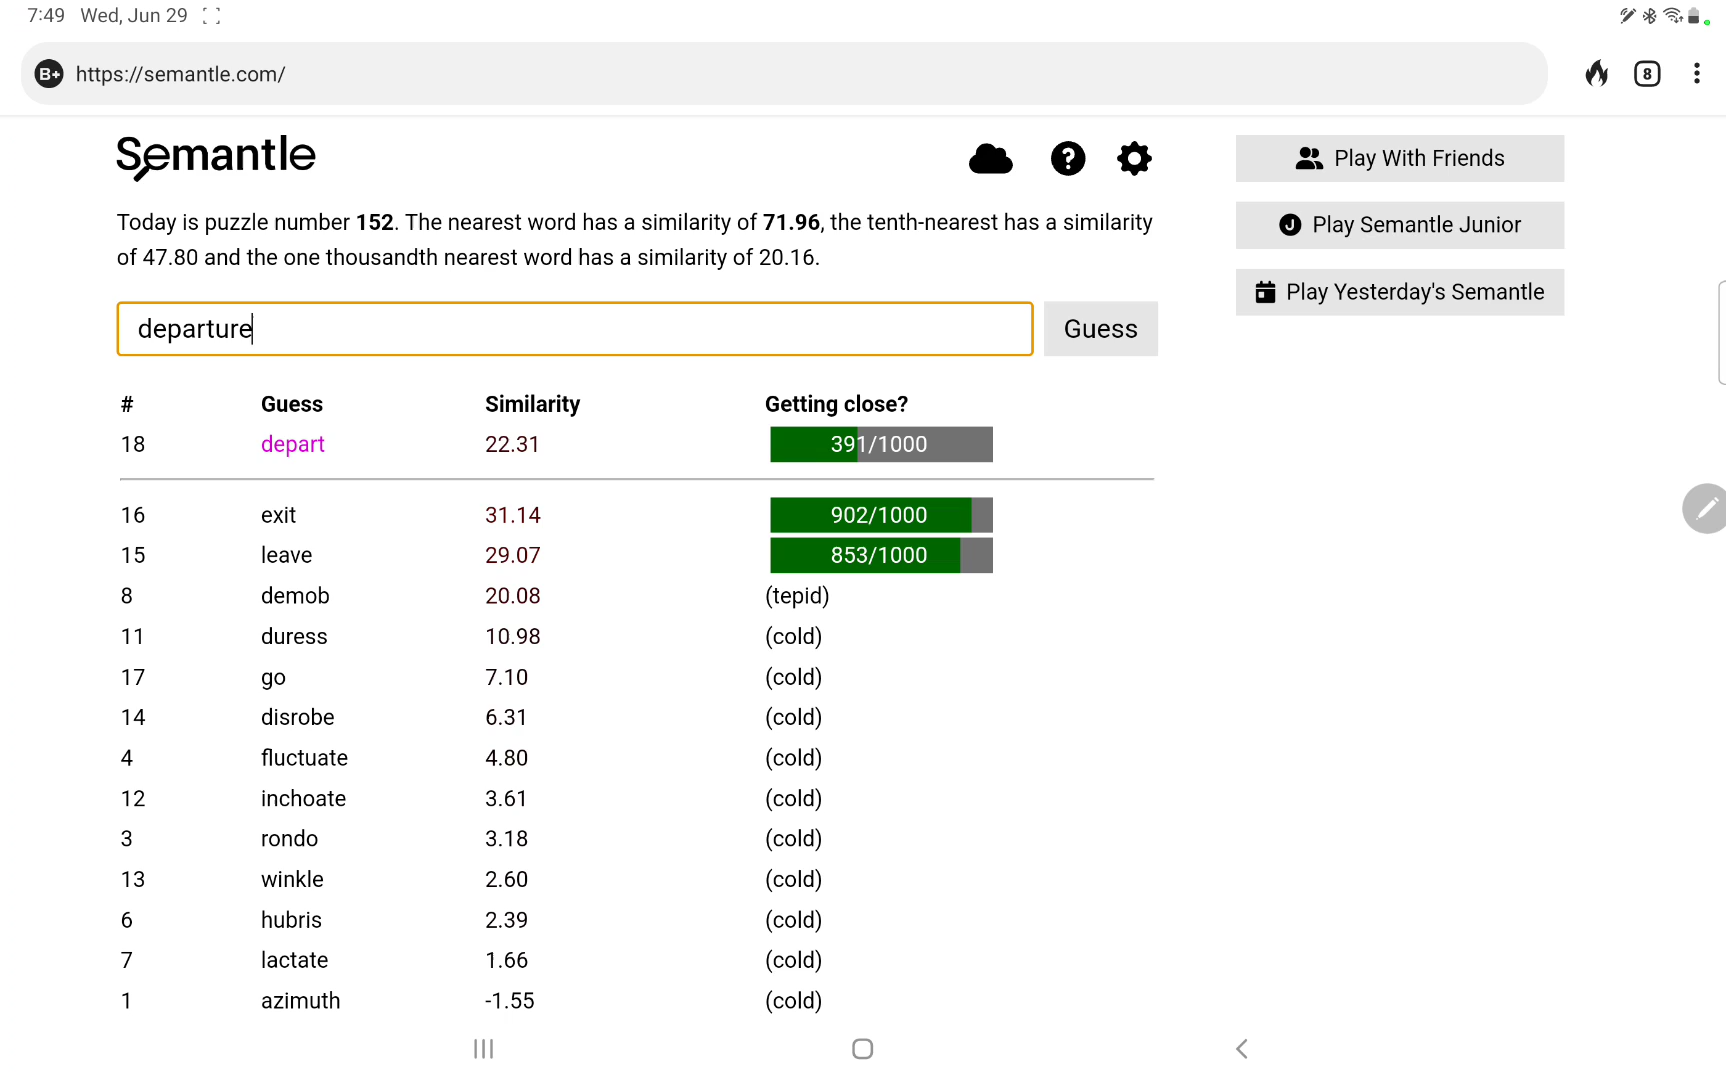 7:49 Wed, Jun 29
B+ https://semantle.com/ 8
Semantle
Play With Friends
Today is puzzle number 152. The nearest word has a similarity of 71.96, the tenth-nearest has a similarity
of 47.80 and the one thousandth nearest word has a similarity of 20.16.
J Play Semantle Junior
Play Yesterday's Semantle
departure Guess
# Guess Similarity Getting close?
18 depart 22.31 391/1000
16 exit 31.14 902/1000
15 leave 29.07 853/1000
8 demob 20.08 (tepid)
11 duress 10.98 (cold)
17 go 7.10 (cold)
14 disrobe 6.31 (cold)
4 fluctuate 4.80 (cold)
12 inchoate 3.61 (cold)
3 rondo 3.18 (cold)
13 winkle 2.60 (cold)
6 hubris 2.39 (cold)
7 lactate 1.66 (cold)
1 azimuth -1.55 (cold)